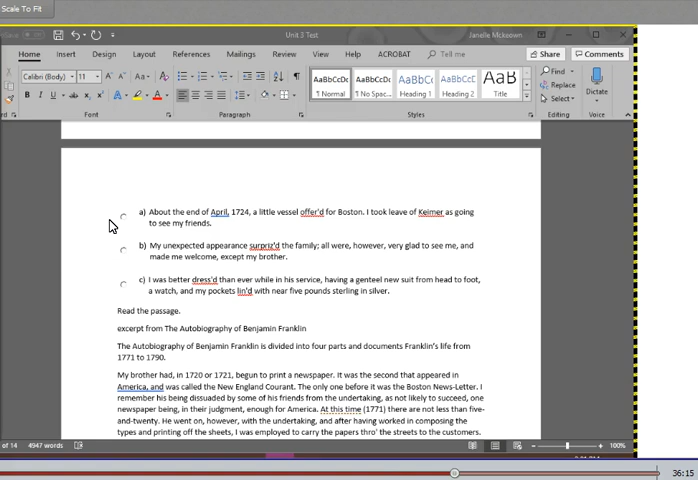 Scale To Fit
Unit 3 Test
Janelle Mckeown
Home Insert Draw Design Layout References Mailings Review View Help ACROBAT Tell me Share Comments
Calibri (Body) 11 A A Aa A Find
AaBbCcDc AaBbCcDc AaBbCc AaBbCcD AaB Replace Dictate
B I U ab x x A A ¶ Normal ¶ No Spac... Heading 1 Heading 2 Title Select
Font Paragraph Styles Editing Voice
a) About the end of April, 1724, a little vessel offer'd for Boston. I took leave of Keimer as going
to see my friends.
b) My unexpected appearance surpriz'd the family; all were, however, very glad to see me, and
made me welcome, except my brother.
c) I was better dress'd than ever while in his service, having a genteel new suit from head to foot,
a watch, and my pockets lin'd with near five pounds sterling in silver.
Read the passage.
excerpt from The Autobiography of Benjamin Franklin
The Autobiography of Benjamin Franklin is divided into four parts and documents Franklin's life from
1771 to 1790.
My brother had, in 1720 or 1721, begun to print a newspaper. It was the second that appeared in
America, and was called the New England Courant. The only one before it was the Boston News-Letter. I
remember his being dissuaded by some of his friends from the undertaking, as not likely to succeed, one
newspaper being, in their judgment, enough for America. At this time (1771) there are not less than five-
and-twenty. He went on, however, with the undertaking, and after having worked in composing the
types and printing off the sheets, I was employed to carry the papers thro' the streets to the customers.
of 14 4947 words 100%
36:15